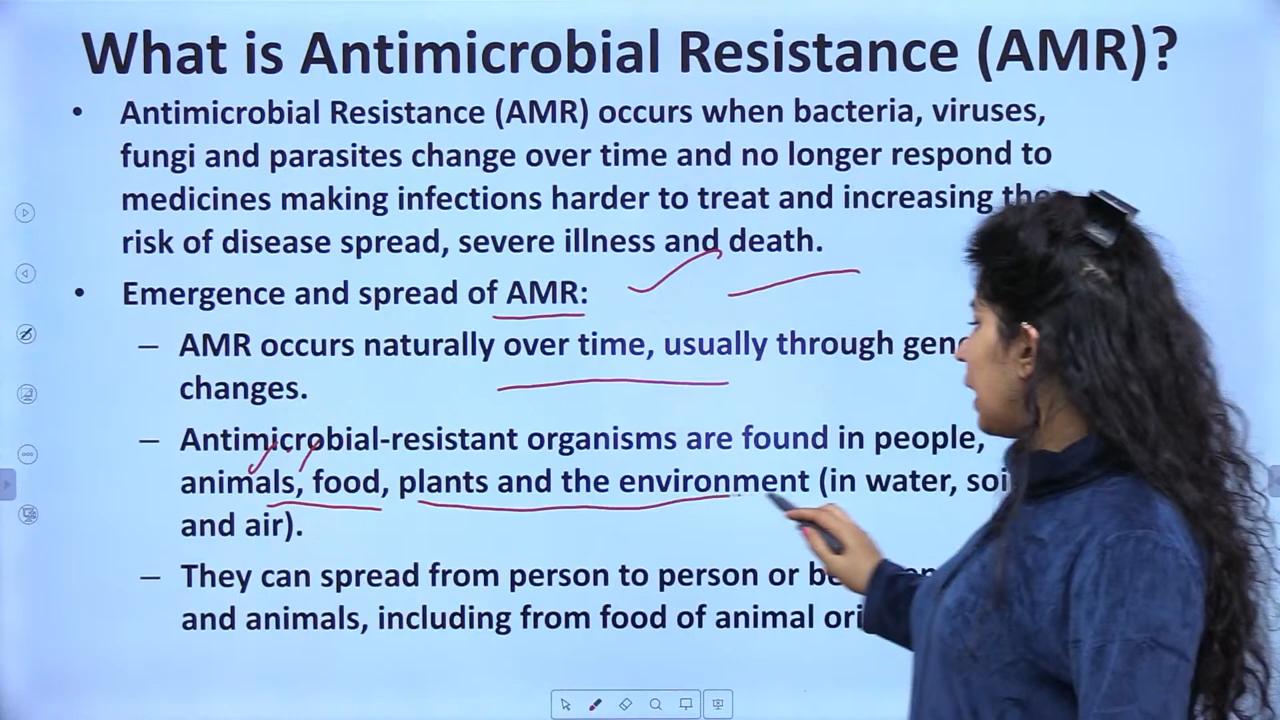 What is Antimicrobial Resistance (AMR)?
• Antimicrobial Resistance (AMR) occurs when bacteria, viruses,
fungi and parasites change over time and no longer respond to
medicines making infections harder to treat and increasing the
risk of disease spread, severe illness and death.
• Emergence and spread of AMR:
– AMR occurs naturally over time, usually through
changes.
– Antimicrobial-resistant organisms are found in people,
animals, food, plants and the environment (in water,
and air).
– They can spread from person to person or
and animals, including from food of animal